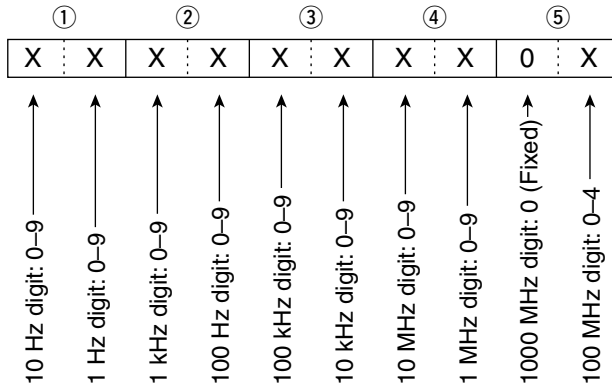 ① ② ③ ④ ⑤
X X X X X X X X 0 X
10 Hz digit: 0–9
1 Hz digit: 0–9
1 kHz digit: 0–9
100 Hz digit: 0–9
100 kHz digit: 0–9
10 kHz digit: 0–9
10 MHz digit: 0–9
1 MHz digit: 0–9
1000 MHz digit: 0 (Fixed)
100 MHz digit: 0–4